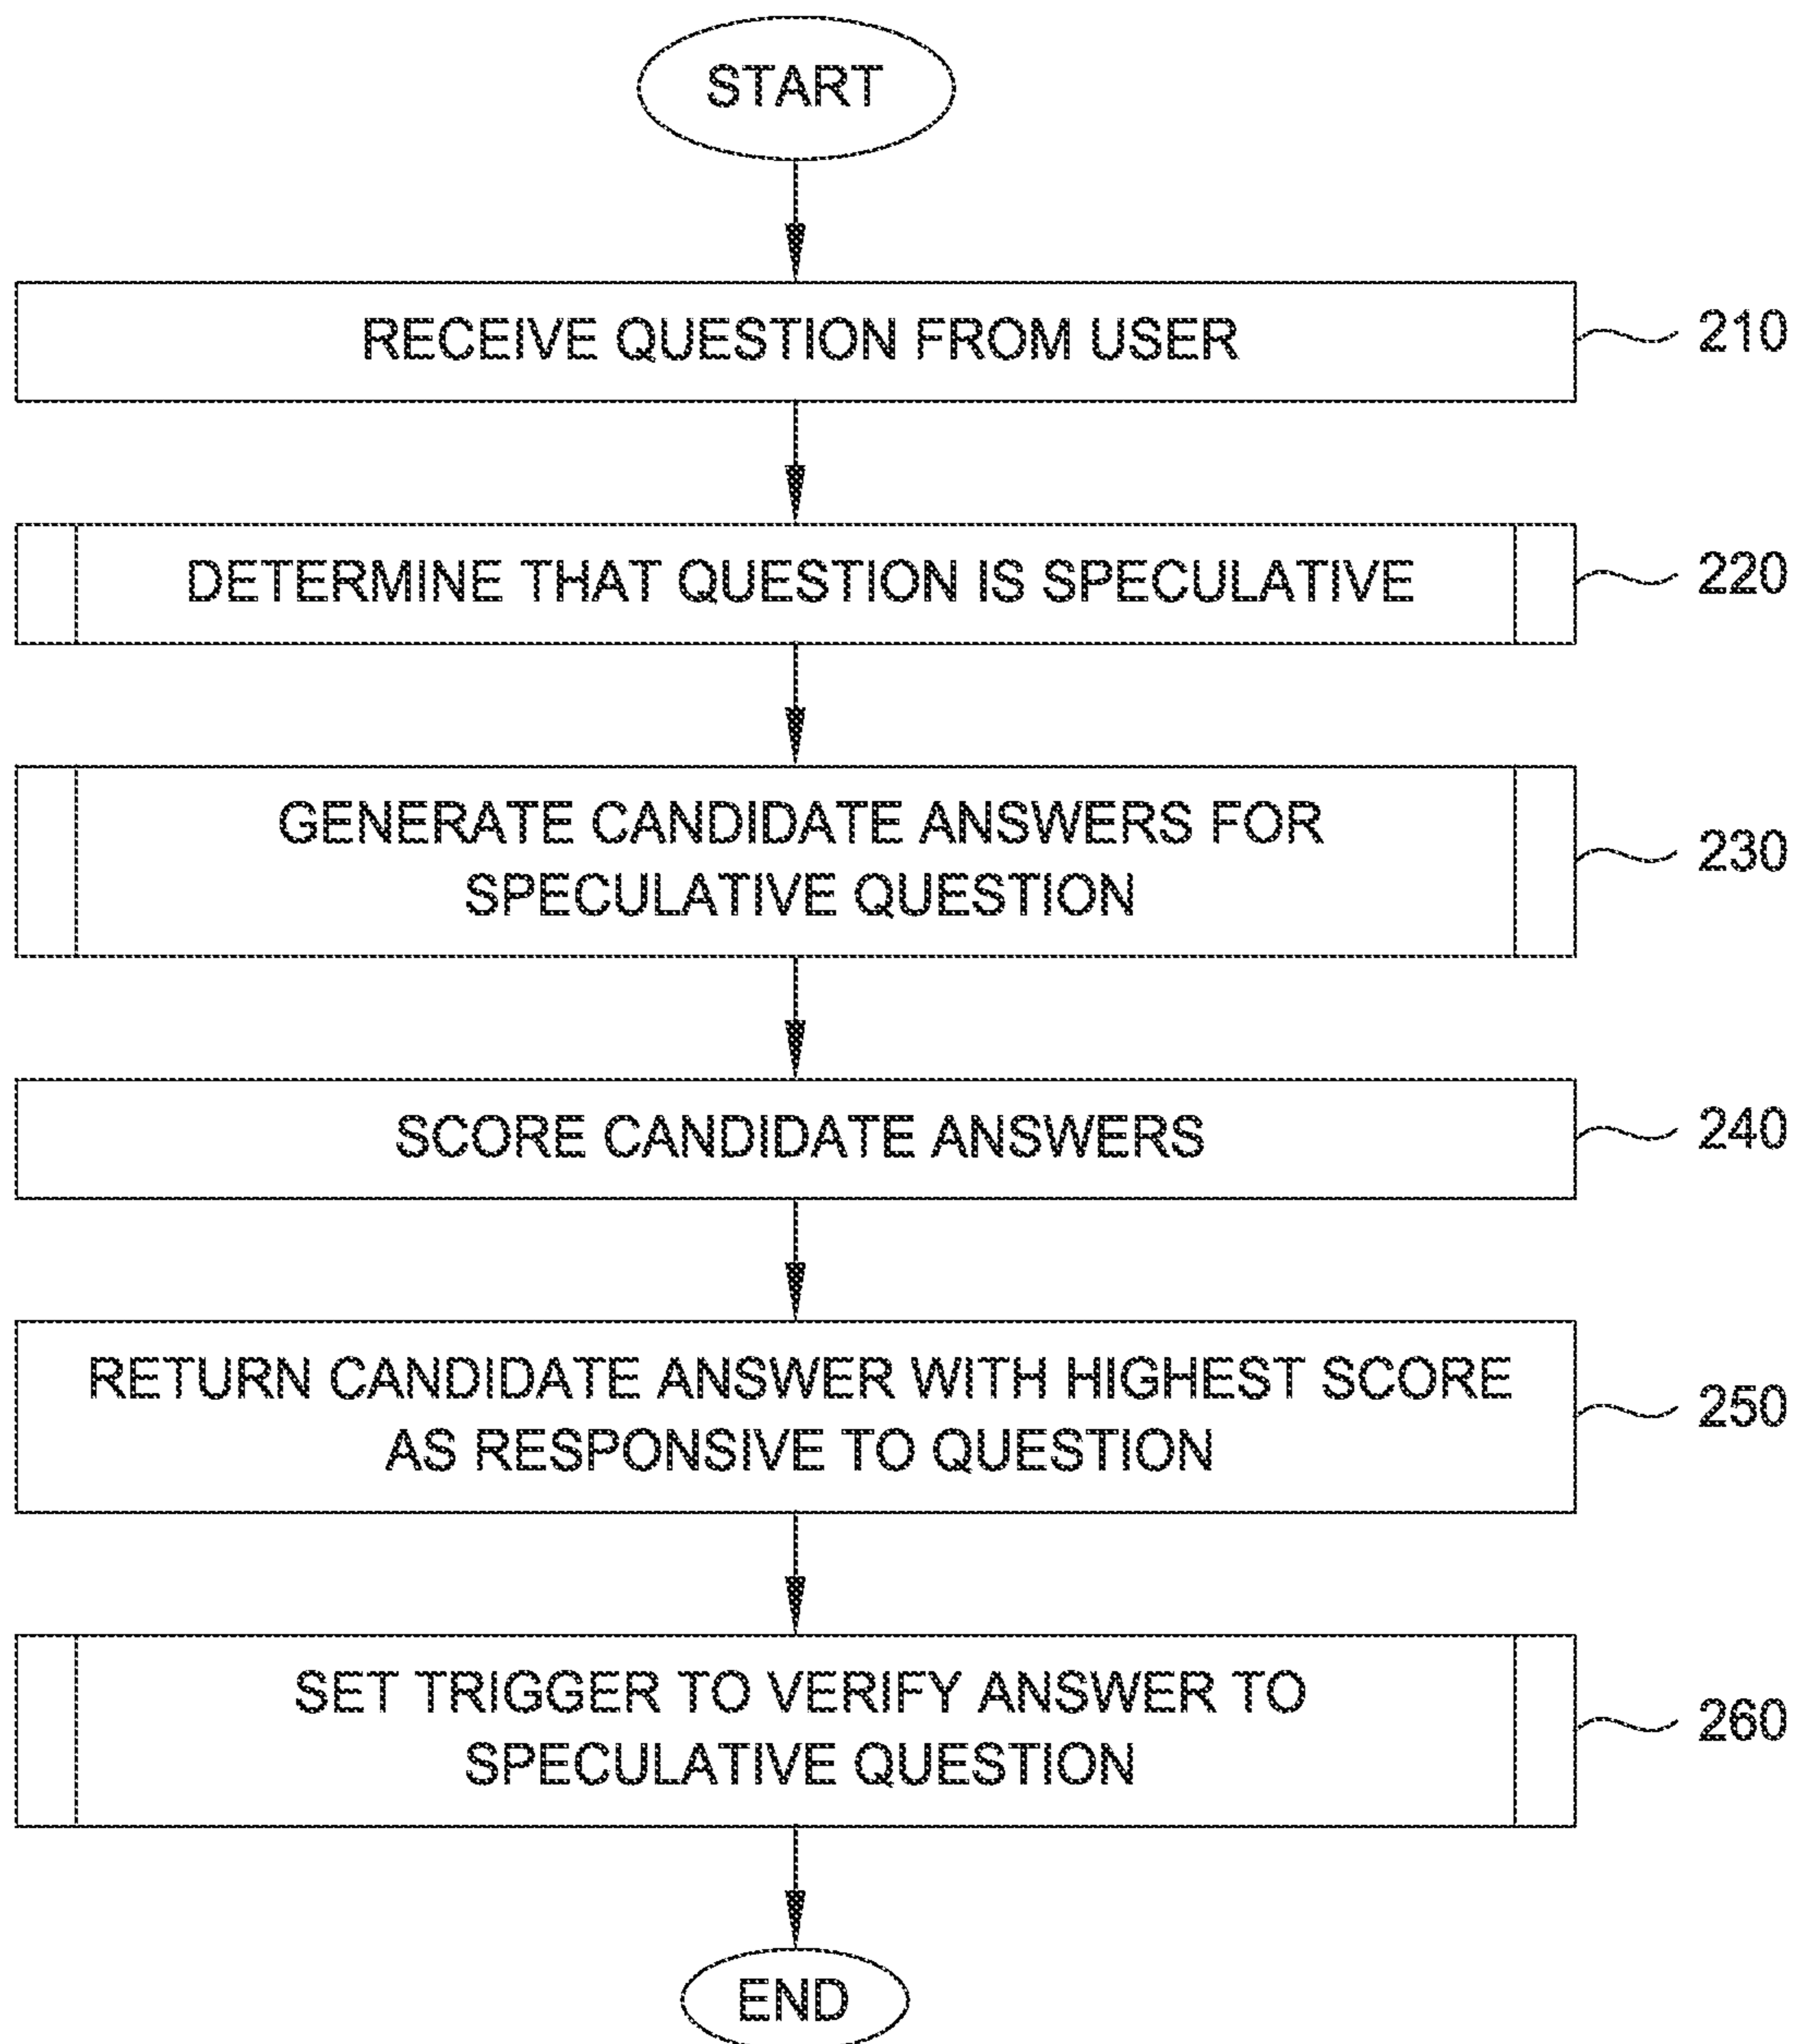 START
RECEIVE QUESTION FROM USER
210
DETERMINE THAT QUESTION IS SPECULATIVE
220
GENERATE CANDIDATE ANSWERS FOR
SPECULATIVE QUESTION
230
SCORE CANDIDATE ANSWERS
240
RETURN CANDIDATE ANSWER WITH HIGHEST SCORE
AS RESPONSIVE TO QUESTION
250
SET TRIGGER TO VERIFY ANSWER TO
SPECULATIVE QUESTION
260
END